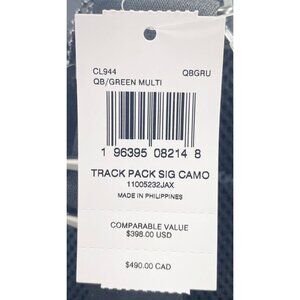 CL944 QBGRU
QB/GREEN MULTI
1 96395 08214 8
TRACK PACK SIG CAMO
11005232JAX
MADE IN PHILIPPINES
COMPARABLE VALUE
$398.00 USD
$490.00 CAD